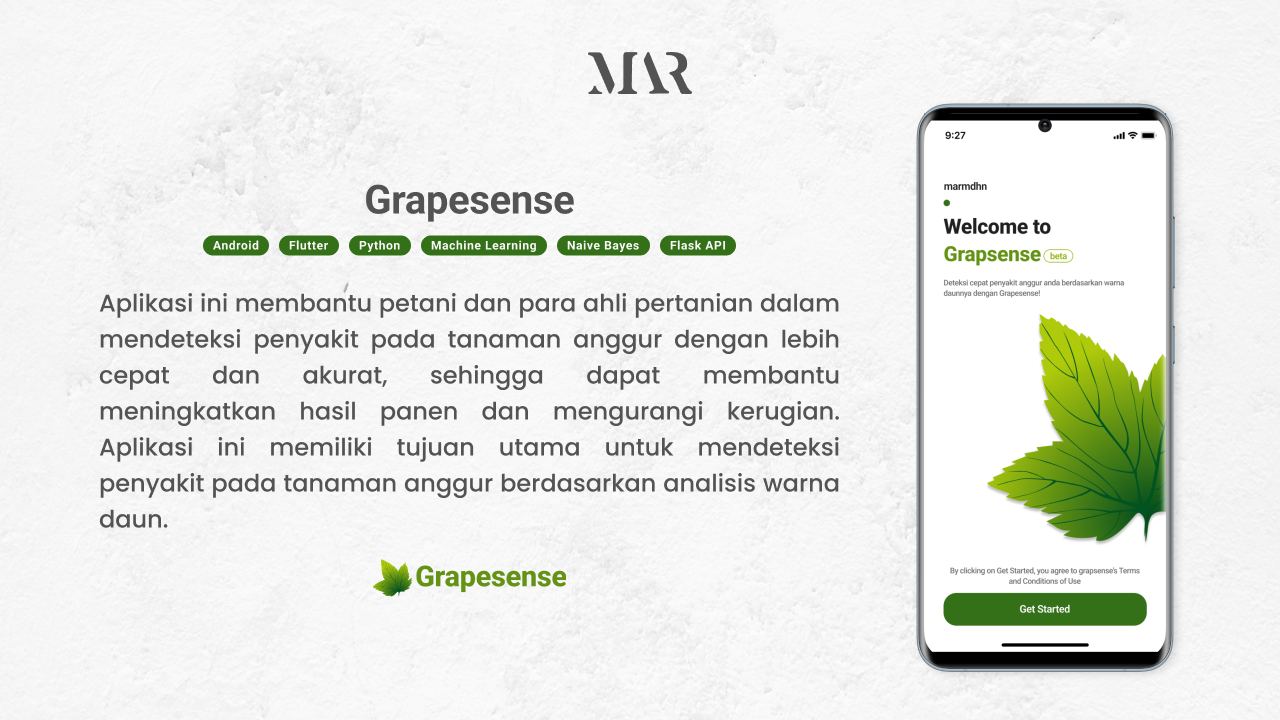 MAR
Grapesense
Android Flutter Python Machine Learning Naive Bayes Flask API
Aplikasi ini membantu petani dan para ahli pertanian dalam
mendeteksi penyakit pada tanaman anggur dengan lebih
cepat dan akurat, sehingga dapat membantu
meningkatkan hasil panen dan mengurangi kerugian.
Aplikasi ini memiliki tujuan utama untuk mendeteksi
penyakit pada tanaman anggur berdasarkan analisis warna
daun.
Grapesense
9:27
marmdhn
Welcome to
Grapsense beta
Deteksi cepat penyakit anggur anda berdasarkan warna
daunnya dengan Grapesense!
By clicking on Get Started, you agree to grapsense's Terms
and Conditions of Use
Get Started